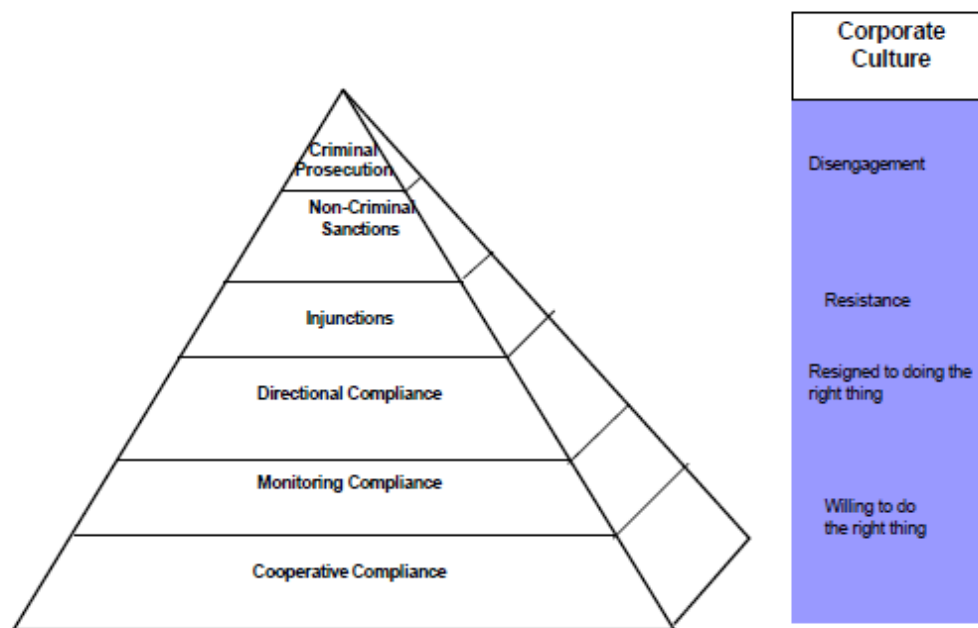 Corporate
Culture
Criminal
Prosecution
Non-Criminal
Sanctions
Injunctions
Directional Compliance
Monitoring Compliance
Cooperative Compliance
Disengagement
Resistance
Resigned to doing the
right thing
Willing to do
the right thing